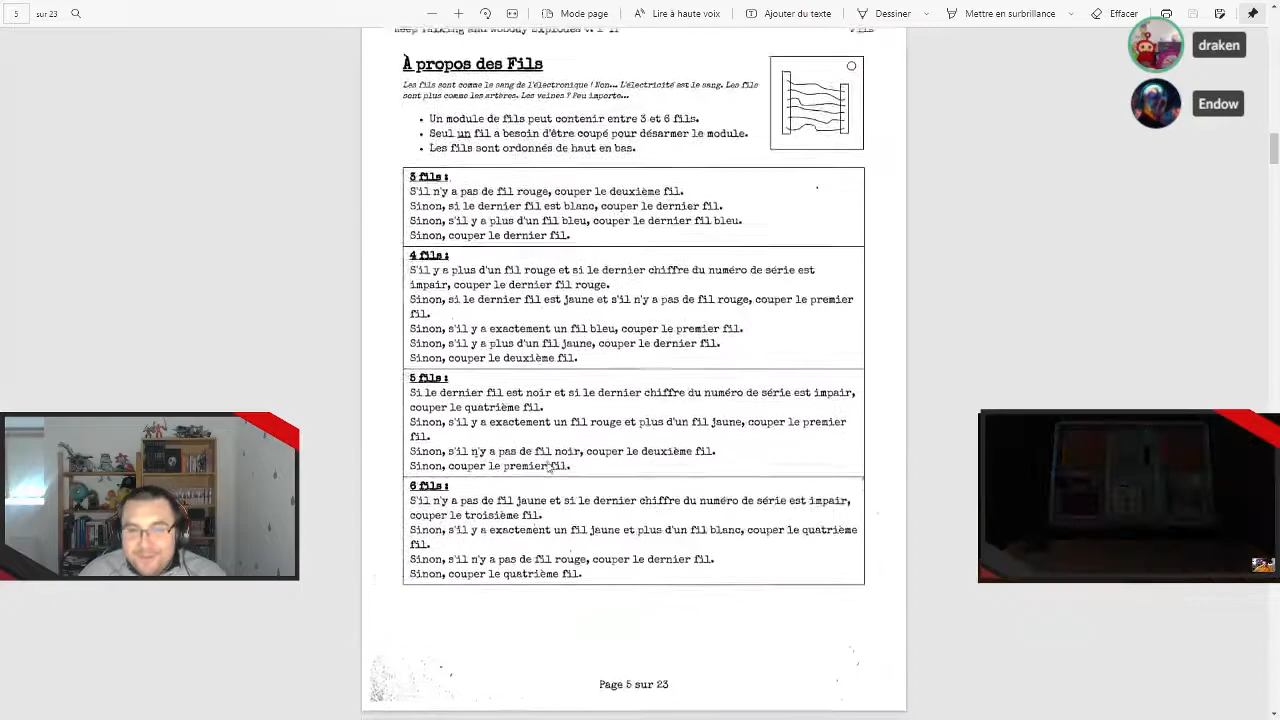 5 sur 23 Mode page Lire à haute voix Ajouter du texte Dessiner Mettre en surbrillance Effacer
draken
Endow
À propos des Fils
Les fils sont comme le sang de l'électronique ! Non... L'électricité est le sang. Les fils
sont plus comme les artères. Les veines ? Peu importe...
• Un module de fils peut contenir entre 3 et 6 fils.
• Seul un fil a besoin d'être coupé pour désarmer le module.
• Les fils sont ordonnés de haut en bas.
3 fils :
S'il n'y a pas de fil rouge, couper le deuxième fil.
Sinon, si le dernier fil est blanc, couper le dernier fil.
Sinon, s'il y a plus d'un fil bleu, couper le dernier fil bleu.
Sinon, couper le dernier fil.
4 fils :
S'il y a plus d'un fil rouge et si le dernier chiffre du numéro de série est
impair, couper le dernier fil rouge.
Sinon, si le dernier fil est jaune et s'il n'y a pas de fil rouge, couper le premier
fil.
Sinon, s'il y a exactement un fil bleu, couper le premier fil.
Sinon, s'il y a plus d'un fil jaune, couper le dernier fil.
Sinon, couper le deuxième fil.
5 fils :
Si le dernier fil est noir et si le dernier chiffre du numéro de série est impair,
couper le quatrième fil.
Sinon, s'il y a exactement un fil rouge et plus d'un fil jaune, couper le premier
fil.
Sinon, s'il n'y a pas de fil noir, couper le deuxième fil.
Sinon, couper le premier fil.
6 fils :
S'il n'y a pas de fil jaune et si le dernier chiffre du numéro de série est impair,
couper le troisième fil.
Sinon, s'il y a exactement un fil jaune et plus d'un fil blanc, couper le quatrième
fil.
Sinon, s'il n'y a pas de fil rouge, couper le dernier fil.
Sinon, couper le quatrième fil.
Page 5 sur 23